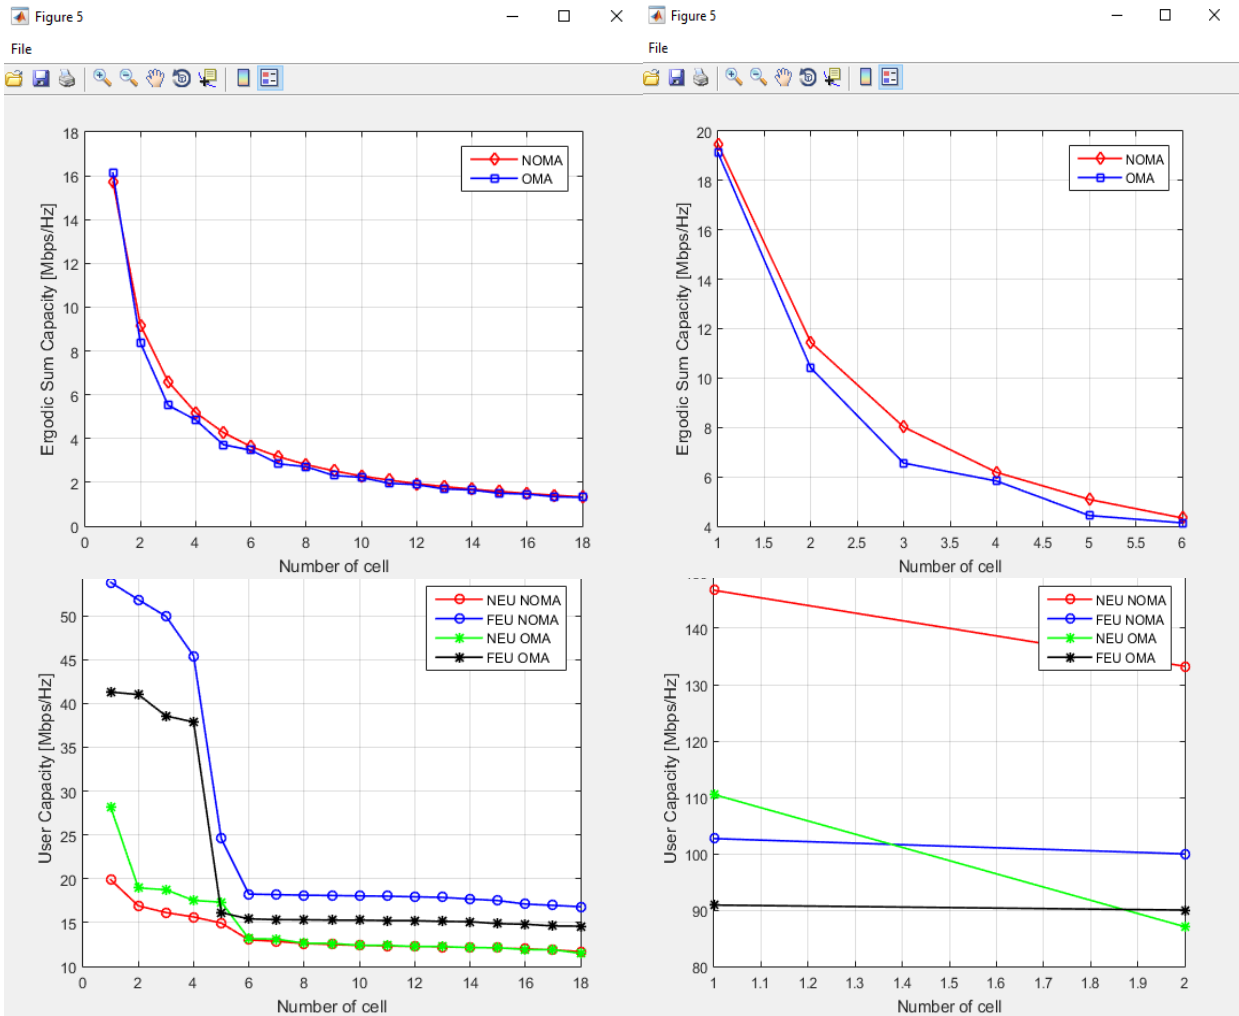 Figure 5
File
18
16
14
12
10
8
6
4
2
0
Ergodic Sum Capacity [Mbps/Hz]
NOMA
OMA
0 2 4 6 8 10 12 14 16 18
Number of cell
50
45
40
35
30
25
20
15
10
User Capacity [Mbps/Hz]
NEU NOMA
FEU NOMA
NEU OMA
FEU OMA
0 2 4 6 8 10 12 14 16 18
Number of cell
Figure 5
File
20
18
16
14
12
10
8
6
4
Ergodic Sum Capacity [Mbps/Hz]
NOMA
OMA
1 1.5 2 2.5 3 3.5 4 4.5 5 5.5 6
Number of cell
140
130
120
110
100
90
80
User Capacity [Mbps/Hz]
NEU NOMA
FEU NOMA
NEU OMA
FEU OMA
1 1.1 1.2 1.3 1.4 1.5 1.6 1.7 1.8 1.9 2
Number of cell